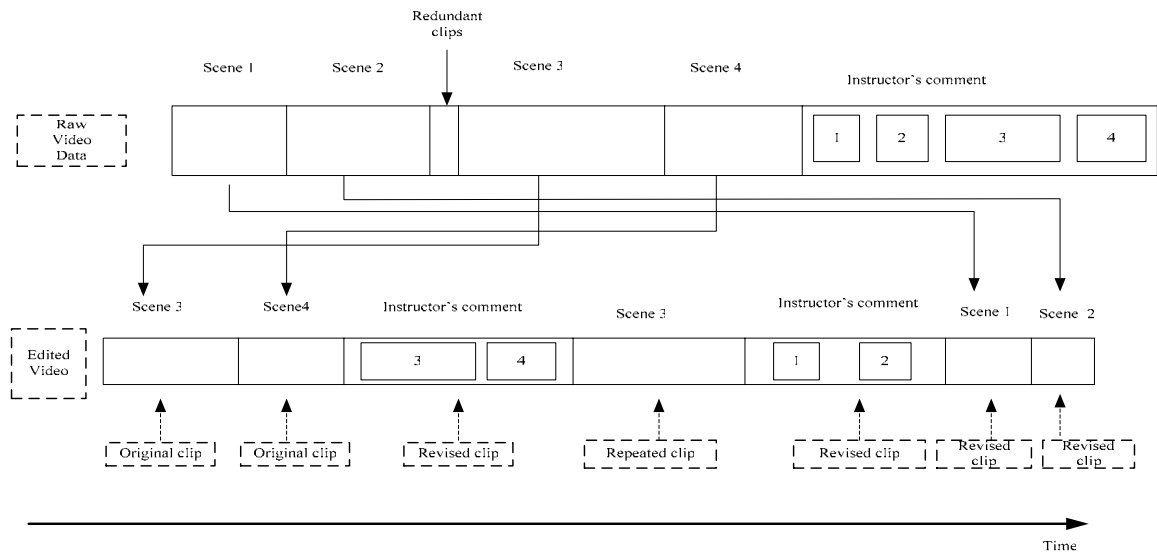 Redundant
clips
Scene 1
Scene 2
Scene 3
Scene 4
Instructor's comment
Raw
Video
Data
1
2
3
4
Scene 3
Scene4
Instructor's comment
Scene 3
Instructor's comment
Scene 1
Scene 2
Edited
Video
3
4
1
2
Original clip
Original clip
Revised clip
Repeated clip
Revised clip
Revised
clip
Revised
clip
Time